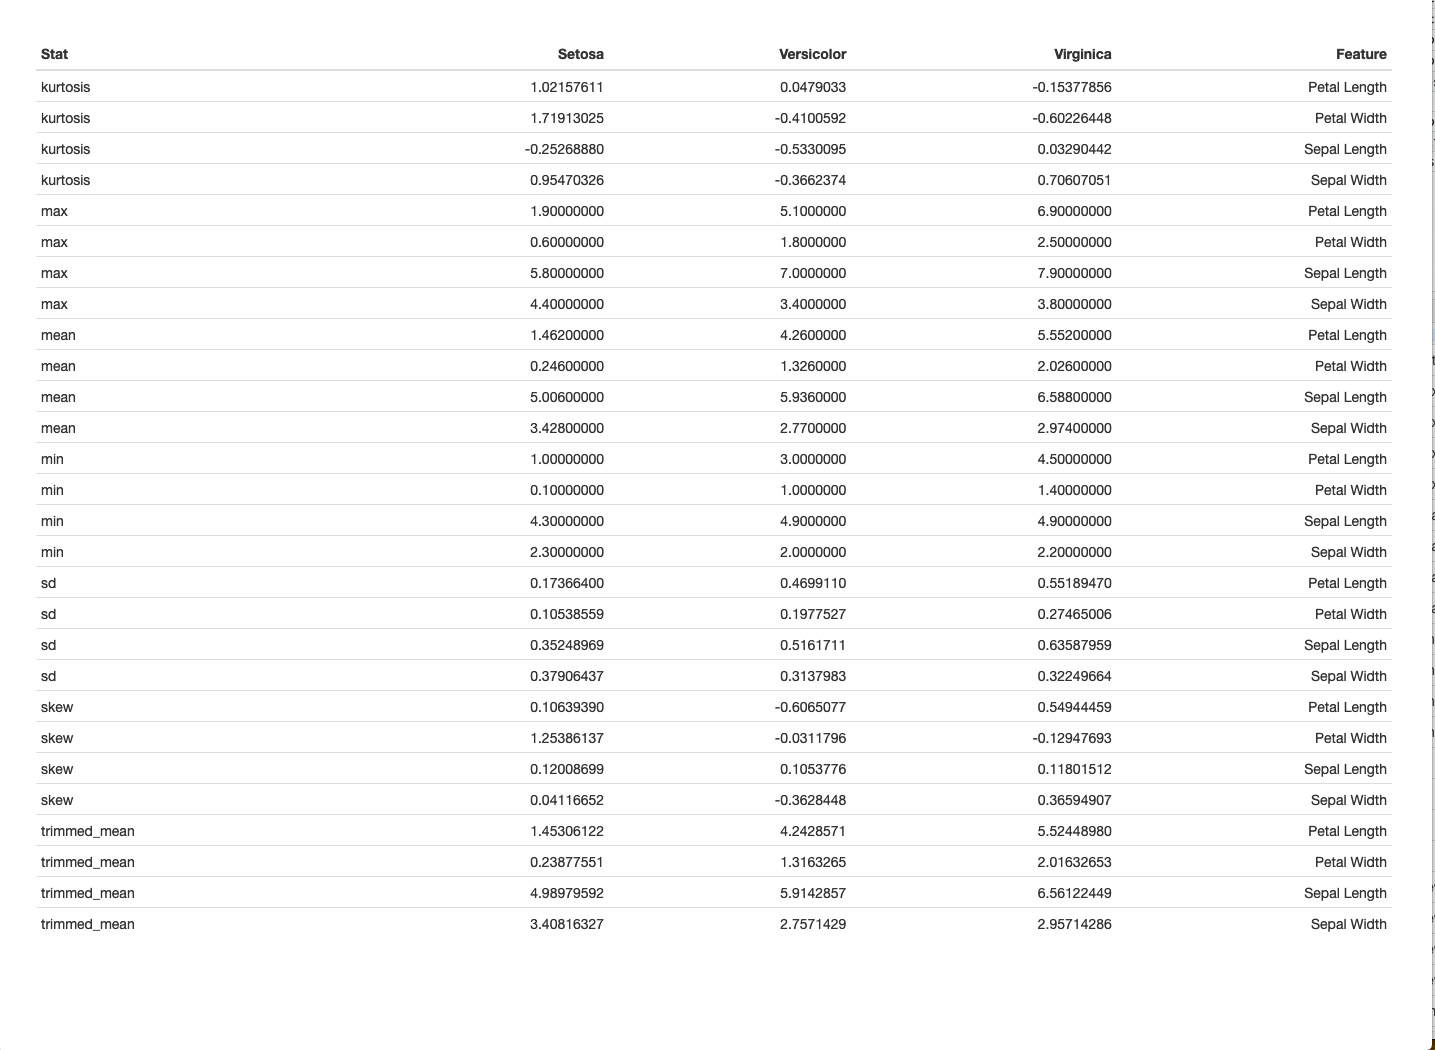 Stat Setosa Versicolor Virginica Feature
kurtosis 1.02157611 0.0479033 -0.15377856 Petal Length
kurtosis 1.71913025 -0.4100592 -0.60226448 Petal Width
kurtosis -0.25268880 -0.5330095 0.03290442 Sepal Length
kurtosis 0.95470326 -0.3662374 0.70607051 Sepal Width
max 1.90000000 5.1000000 6.90000000 Petal Length
max 0.60000000 1.8000000 2.50000000 Petal Width
max 5.80000000 7.0000000 7.90000000 Sepal Length
max 4.40000000 3.4000000 3.80000000 Sepal Width
mean 1.46200000 4.2600000 5.55200000 Petal Length
mean 0.24600000 1.3260000 2.02600000 Petal Width
mean 5.00600000 5.9360000 6.58800000 Sepal Length
mean 3.42800000 2.7700000 2.97400000 Sepal Width
min 1.00000000 3.0000000 4.50000000 Petal Length
min 0.10000000 1.0000000 1.40000000 Petal Width
min 4.30000000 4.9000000 4.90000000 Sepal Length
min 2.30000000 2.0000000 2.20000000 Sepal Width
sd 0.17366400 0.4699110 0.55189470 Petal Length
sd 0.10538559 0.1977527 0.27465006 Petal Width
sd 0.35248969 0.5161711 0.63587959 Sepal Length
sd 0.37906437 0.3137983 0.32249664 Sepal Width
skew 0.10639390 -0.6065077 0.54944459 Petal Length
skew 1.25386137 -0.0311796 -0.12947693 Petal Width
skew 0.12008699 0.1053776 0.11801512 Sepal Length
skew 0.04116652 -0.3628448 0.36594907 Sepal Width
trimmed_mean 1.45306122 4.2428571 5.52448980 Petal Length
trimmed_mean 0.23877551 1.3163265 2.01632653 Petal Width
trimmed_mean 4.98979592 5.9142857 6.56122449 Sepal Length
trimmed_mean 3.40816327 2.7571429 2.95714286 Sepal Width